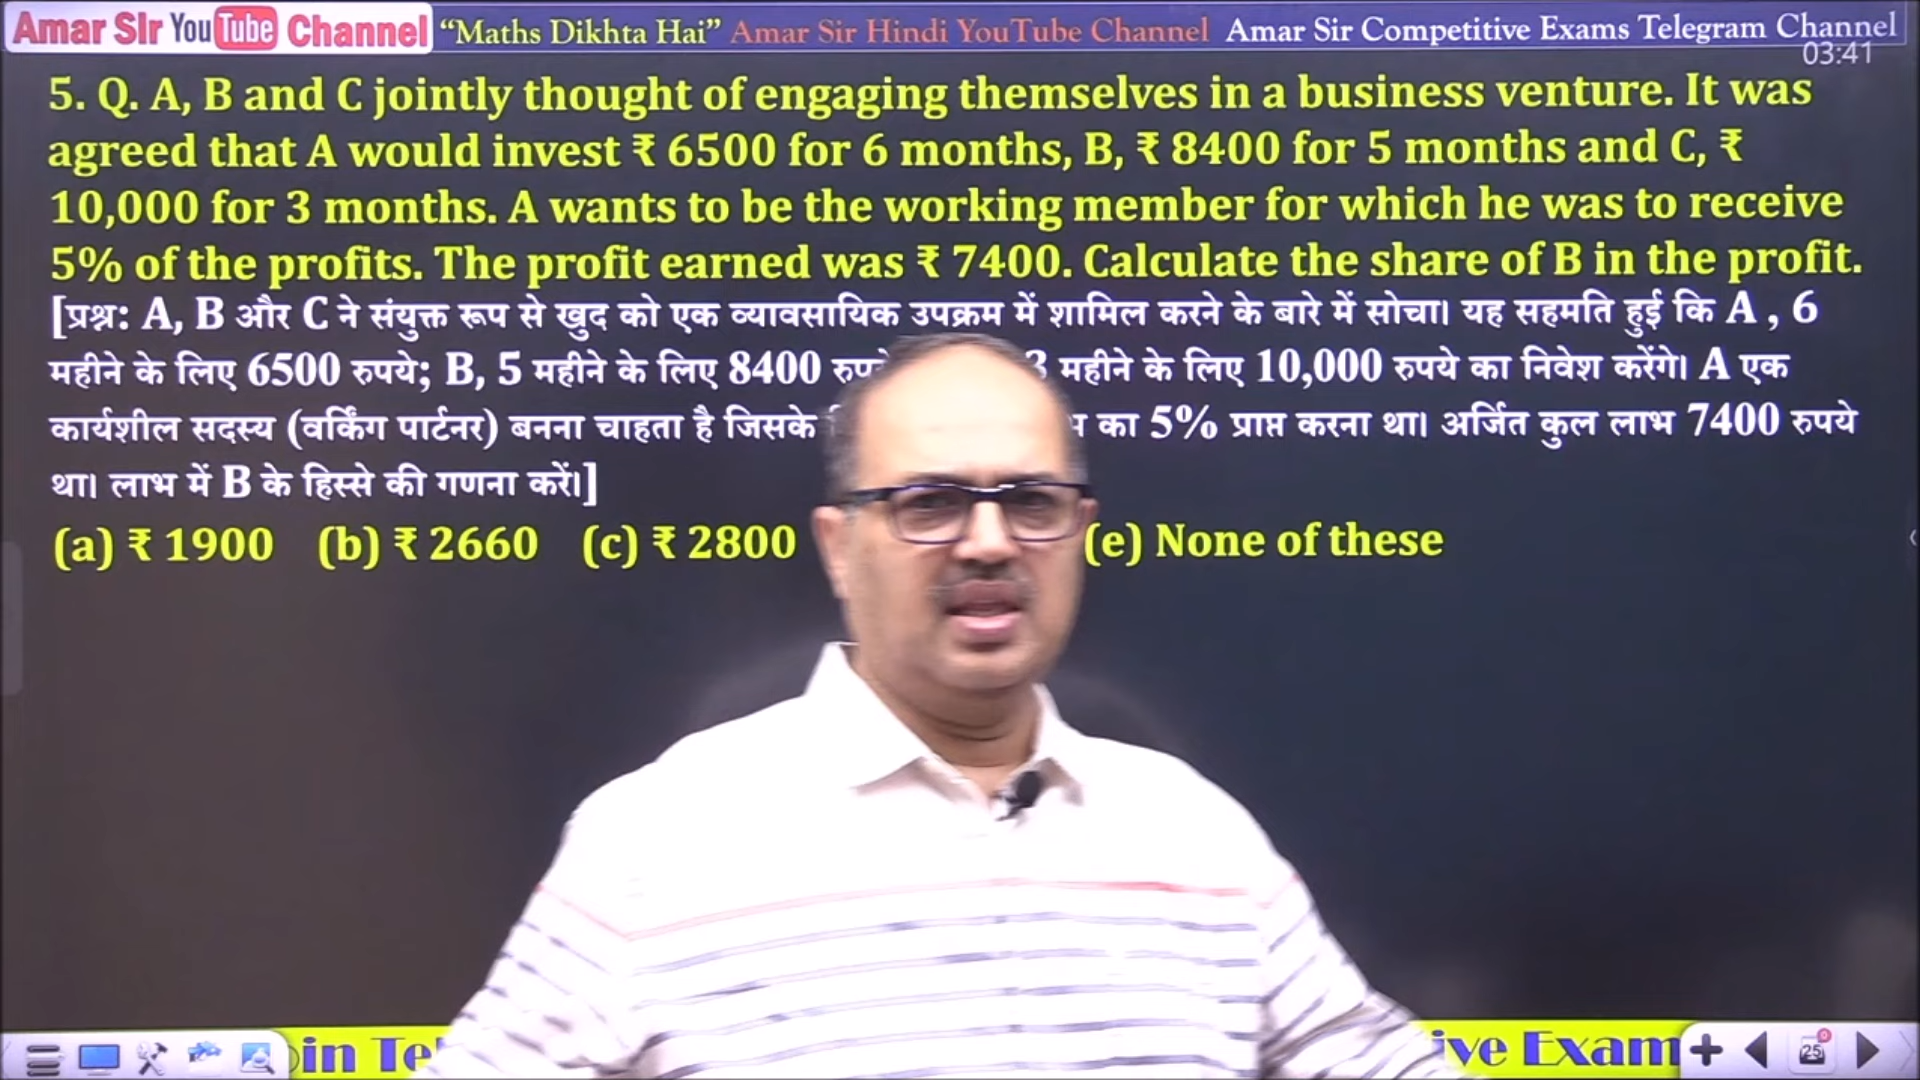 Amar SIr YouTube Channel "Maths Dikhta Hai" Amar Sir Hindi YouTube Channel Amar Sir Competitive Exams Telegram Channel
03:41
5. Q. A, B and C jointly thought of engaging themselves in a business venture. It was
agreed that A would invest ₹ 6500 for 6 months, B, ₹ 8400 for 5 months and C, ₹
10,000 for 3 months. A wants to be the working member for which he was to receive
5% of the profits. The profit earned was ₹ 7400. Calculate the share of B in the profit.
[प्रश्न: A, B और C ने संयुक्त रूप से खुद को एक व्यावसायिक उपक्रम में शामिल करने के बारे में सोचा। यह सहमति हुई कि A , 6
महीने के लिए 6500 रुपये; B, 5 महीने के लिए 8400 3 महीने के लिए 10,000 रुपये का निवेश करेंगे। A एक
कार्यशील सदस्य (वर्किंग पार्टनर) बनना चाहता है जिसके का 5% प्राप्त करना था। अर्जित कुल लाभ 7400 रुपये
था। लाभ में B के हिस्से की गणना करें।]
(a) ₹ 1900 (b) ₹ 2660 (c) ₹ 2800 (e) None of these
25 Exam